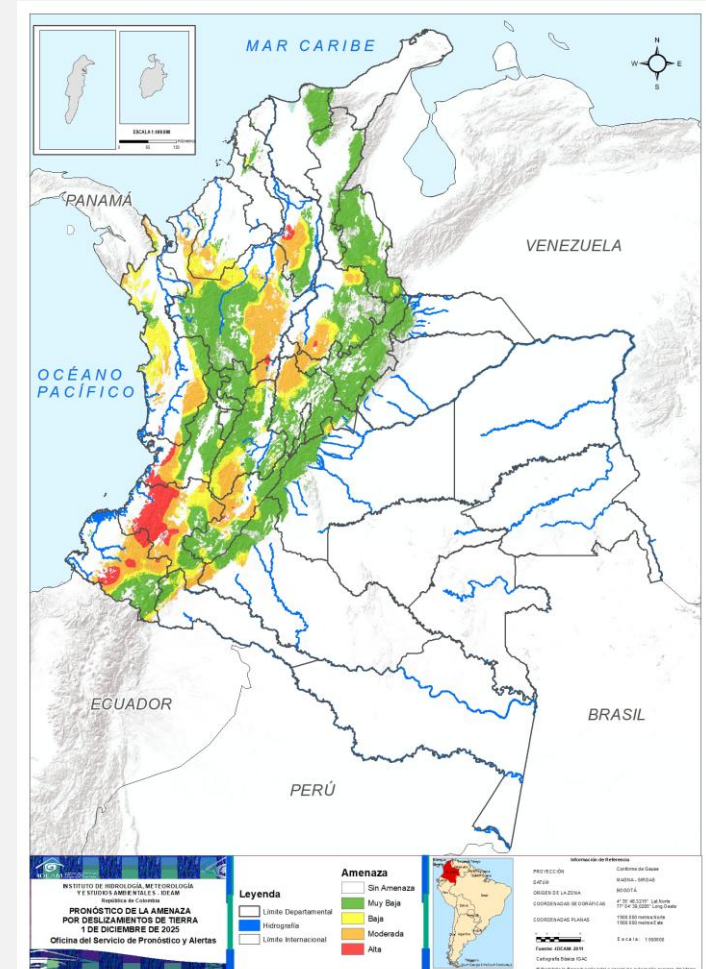 MAR CARIBE
N
W
E
S
PANAMÁ
VENEZUELA
OCÉANO
PACÍFICO
ECUADOR
BRASIL
PERÚ
IDEAM
INSTITUTO DE HIDROLOGÍA, METEOROLOGÍA
Y ESTUDIOS AMBIENTALES - IDEAM
República de Colombia
PRONÓSTICO DE LA AMENAZA
POR DESLIZAMIENTOS DE TIERRA
1 DE DICIEMBRE DE 2025
Oficina del Servicio de Pronóstico y Alertas
Leyenda
Límite Departamental
Hidrografía
Límite Internacional
Amenaza
Sin Amenaza
Muy Baja
Baja
Moderada
Alta
Información de Referencia
PROYECCIÓN
Conforme de Gauss
DATUM
MAGNA - SIRGAS
ORIGEN DE LA ZONA
BOGOTÁ
COORDENADAS GEOGRÁFICAS
COORDENADAS PLANAS
Cartografía Básica IGAC